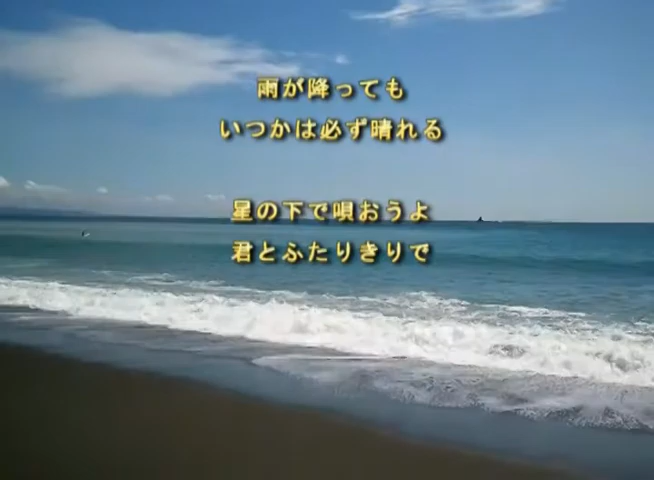 雨が降っても
いつかは必ず晴れる
星の下で唄おうよ
君とふたりきりで